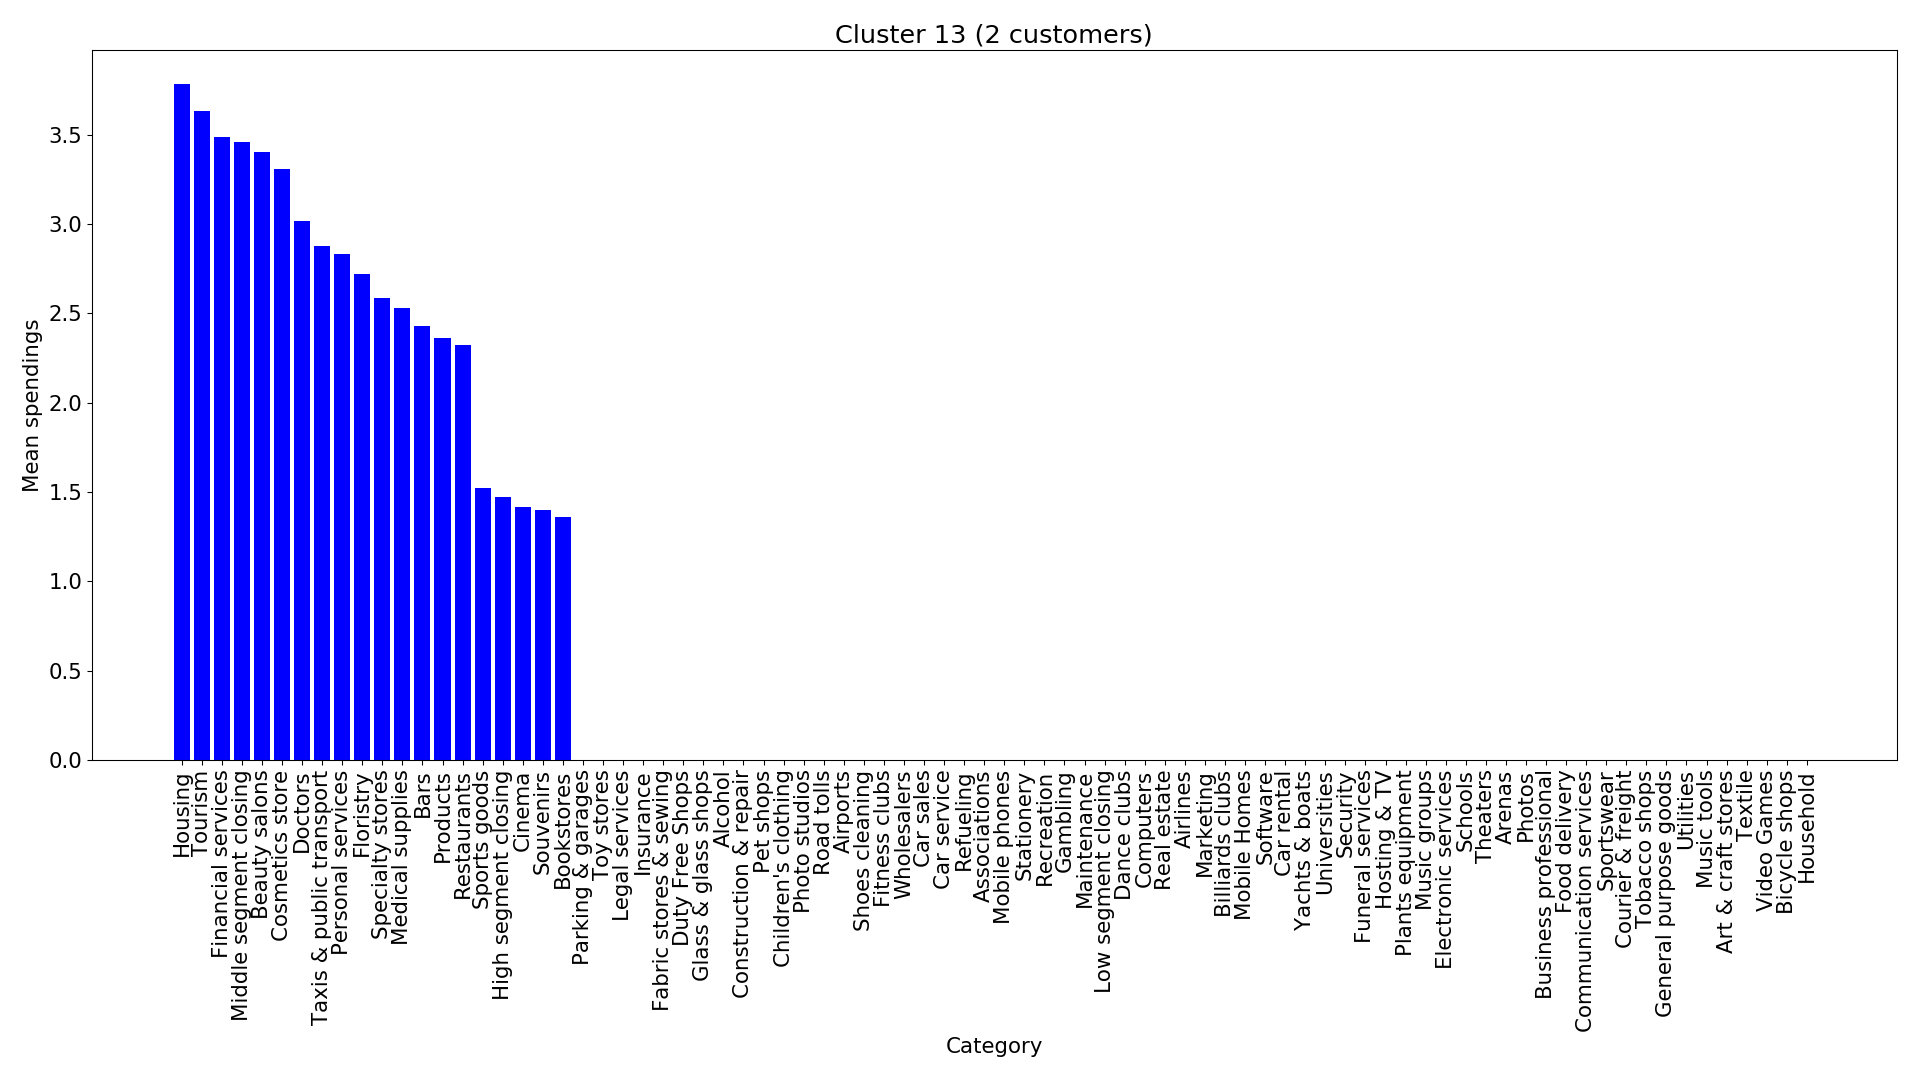 Cluster 13 (2 customers)
Mean spendings
3.5
3.0
2.5
2.0
1.5
1.0
0.5
0.0
Housing
Tourism
Financial services
Middle segment closing
Beauty salons
Cosmetics store
Doctors
Taxis & public transport
Personal services
Floristry
Specialty stores
Medical supplies
Bars
Products
Restaurants
Sports goods
High segment closing
Cinema
Souvenirs
Bookstores
Parking & garages
Toy stores
Legal services
Insurance
Fabric stores & sewing
Duty Free Shops
Glass & glass shops
Alcohol
Construction & repair
Pet shops
Children's clothing
Photo studios
Road tolls
Airports
Shoes cleaning
Fitness clubs
Wholesalers
Car sales
Car service
Refueling
Associations
Mobile phones
Stationery
Recreation
Gambling
Maintenance
Low segment closing
Dance clubs
Computers
Real estate
Airlines
Marketing
Billiards clubs
Mobile Homes
Software
Car rental
Yachts & boats
Universities
Security
Funeral services
Hosting & TV
Plants equipment
Music groups
Electronic services
Schools
Theaters
Arenas
Photos
Business professional
Food delivery
Communication services
Sportswear
Courier & freight
Tobacco shops
General purpose goods
Utilities
Music tools
Art & craft stores
Textile
Video Games
Bicycle shops
Household
Category